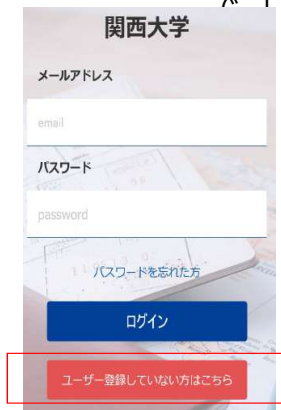 関西大学
メールアドレス
email
パスワード
password
パスワードを忘れた方
ログイン
ユーザー登録していない方はこちら